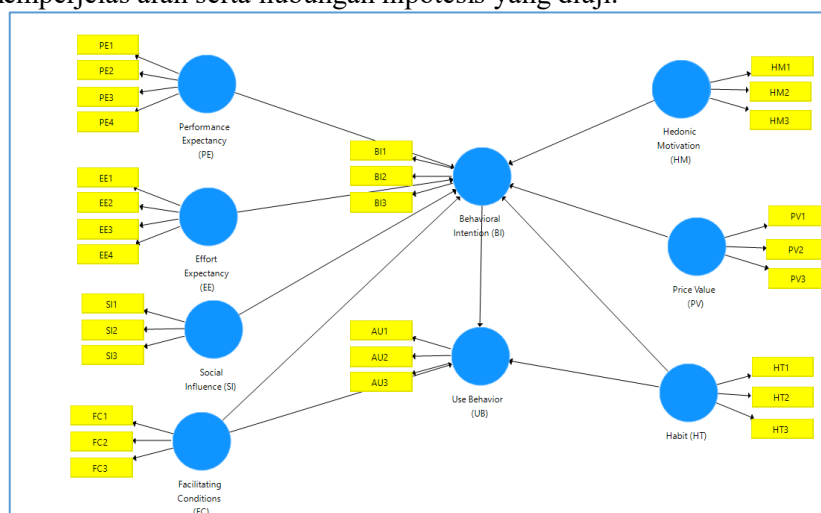 memperjelas arah serta hubungan hipotesis yang diuji.
PE1
PE2
PE3
PE4
Performance
Expectancy
(PE)
EE1
EE2
EE3
EE4
Effort
Expectancy
(EE)
SI1
SI2
SI3
Social
Influence (SI)
FC1
FC2
FC3
Facilitating
Conditions
(FC)
BI1
BI2
BI3
Behavioral
Intention (BI)
AU1
AU2
AU3
Use Behavior
(UB)
HM1
HM2
HM3
Hedonic
Motivation
(HM)
PV1
PV2
PV3
Price Value
(PV)
HT1
HT2
HT3
Habit (HT)